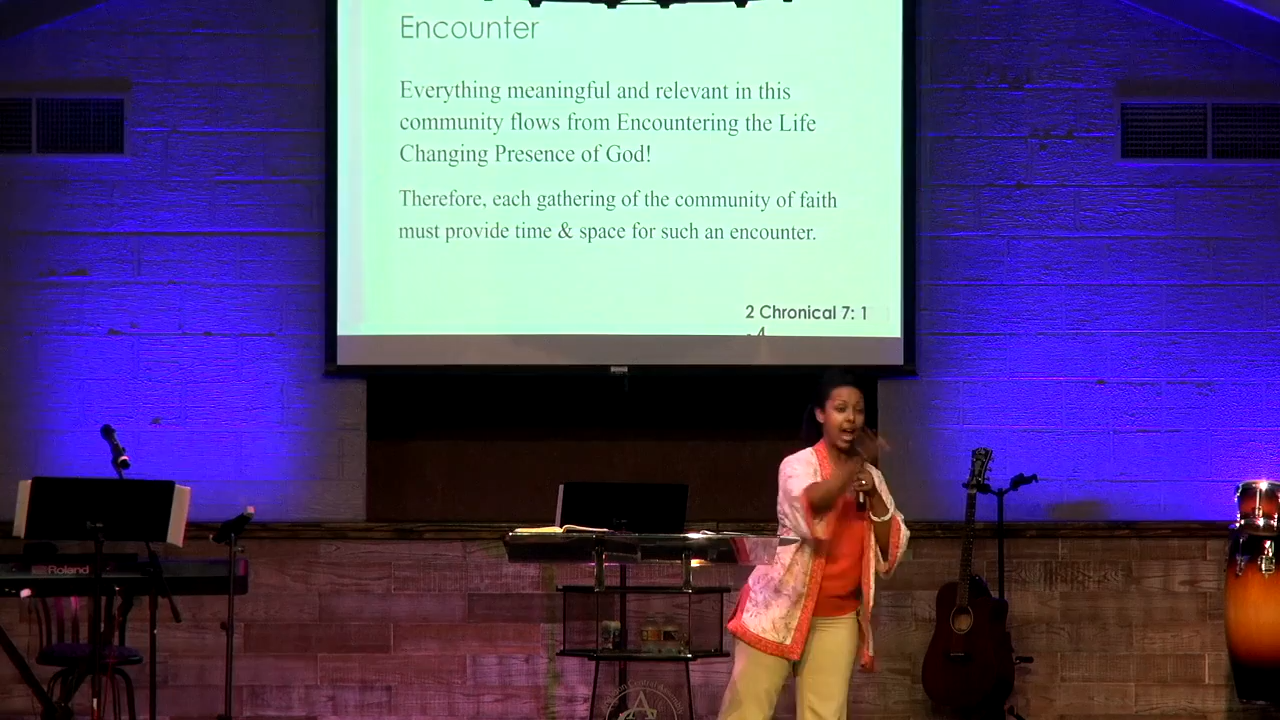 Encounter
Everything meaningful and relevant in this
community flows from Encountering the Life
Changing Presence of God!
Therefore, each gathering of the community of faith
must provide time & space for such an encounter.
2 Chronical 7: 1
- 4
Roland
Central